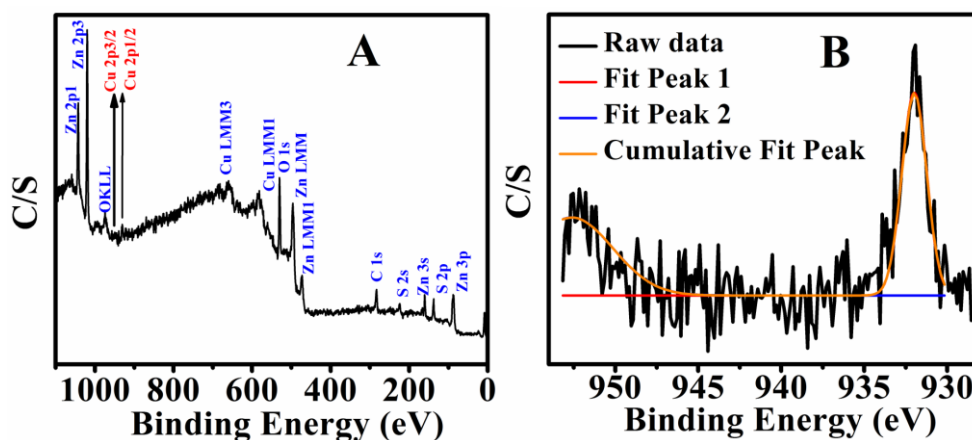 A
C/S
Zn 2p1
Zn 2p3
OKLL
Cu 2p3/2
Cu 2p1/2
Cu LMM3
Cu LMM1
O 1s
Zn LMM
Zn LMM1
C 1s
S 2s
Zn 3s
S 2p
Zn 3p
1000 800 600 400 200 0
Binding Energy (eV)
B
C/S
Raw data
Fit Peak 1
Fit Peak 2
Cumulative Fit Peak
950 945 940 935 930
Binding Energy (eV)